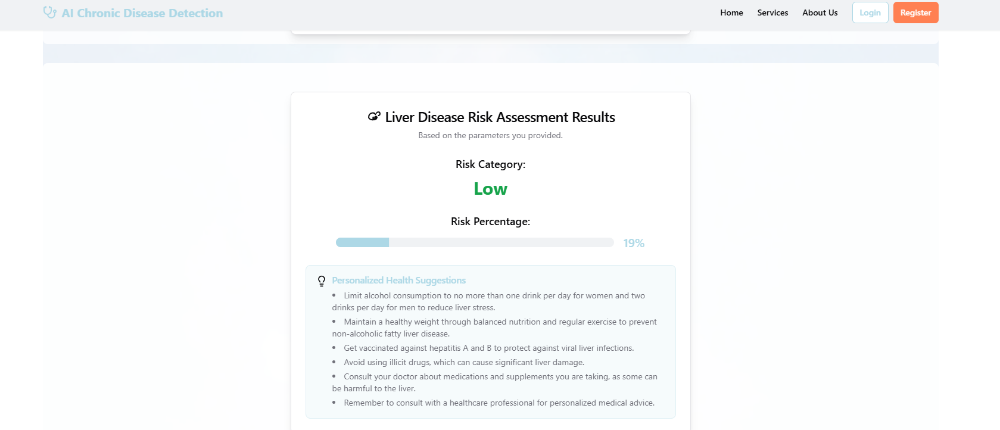 AI Chronic Disease Detection
Home Services About Us Login Register
Liver Disease Risk Assessment Results
Based on the parameters you provided.
Risk Category:
Low
Risk Percentage:
19%
Personalized Health Suggestions
• Limit alcohol consumption to no more than one drink per day for women and two
drinks per day for men to reduce liver stress.
• Maintain a healthy weight through balanced nutrition and regular exercise to prevent
non-alcoholic fatty liver disease.
• Get vaccinated against hepatitis A and B to protect against viral liver infections.
• Avoid using illicit drugs, which can cause significant liver damage.
• Consult your doctor about medications and supplements you are taking, as some can
be harmful to the liver.
• Remember to consult with a healthcare professional for personalized medical advice.